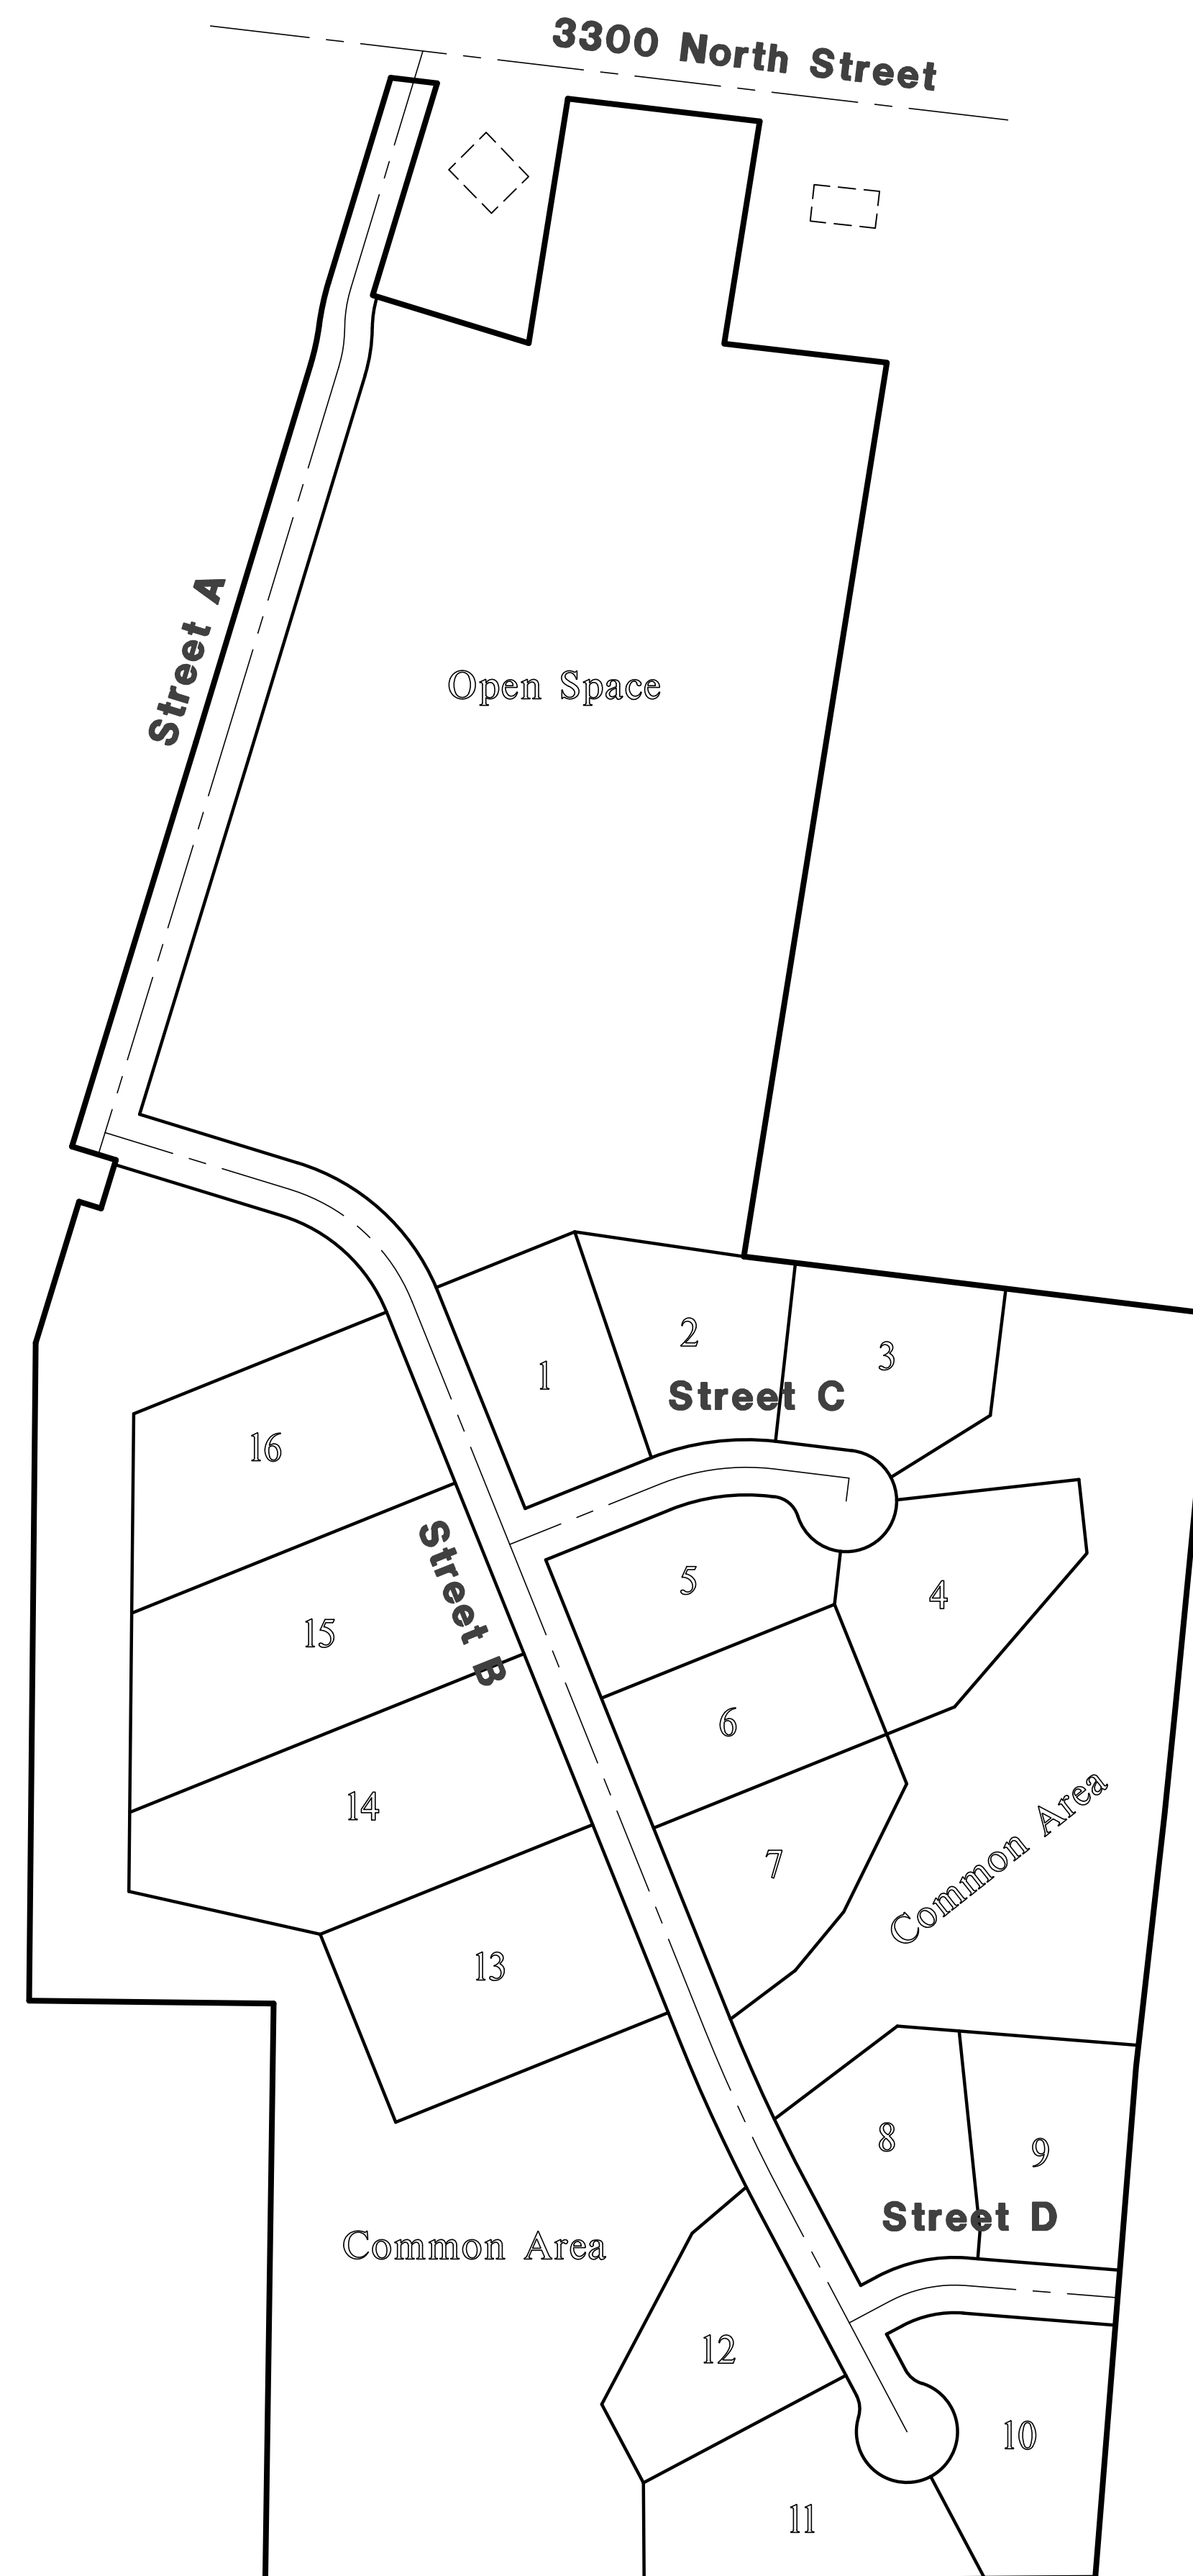 3300 North Street
Street A
Open Space
2
3
1
Street C
16
Street B
5
4
15
6
14
7
Common Area
13
8
9
Street D
Common Area
12
10
11